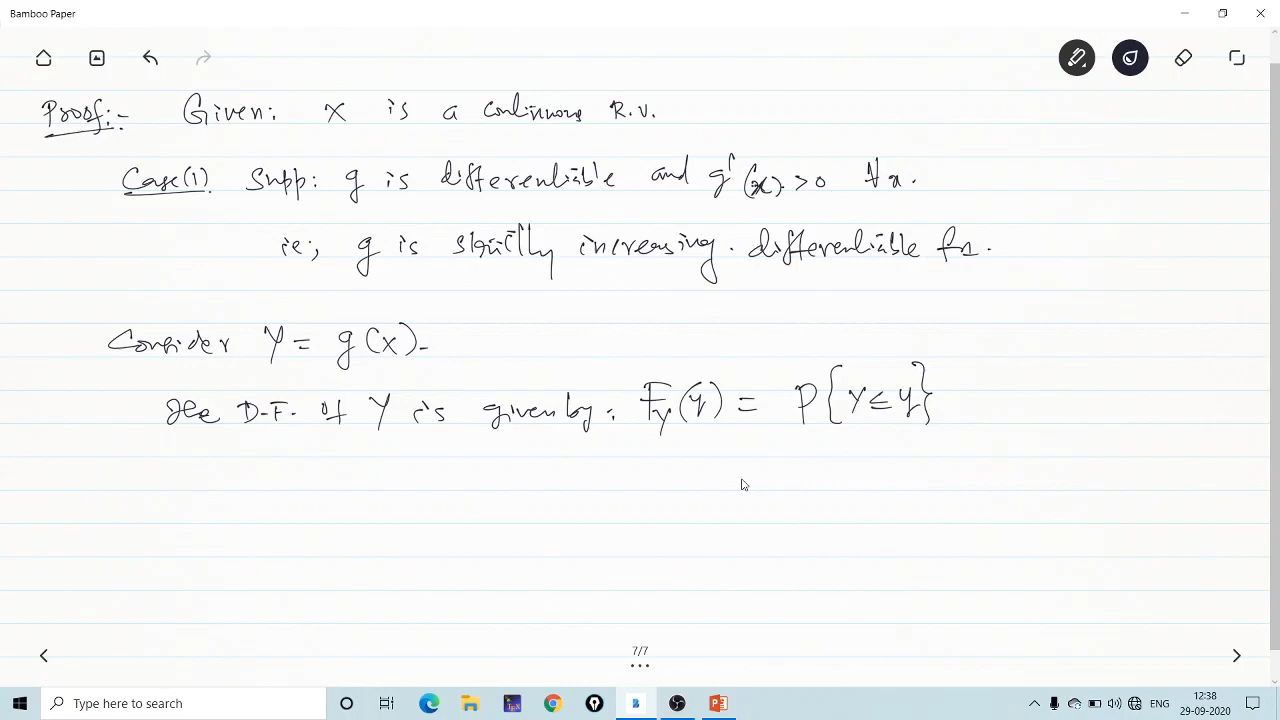 Bamboo Paper
Proof:- Given: X is a continuous R.V.
Case(1) Supp: g is differentiable and g'(x) >0 ∀x.
ie; g is strictly increasing. differentiable fn.
Consider Y = g(X).
The D.F. of Y is given by: F_Y(y) = P{Y≤y}
7/7
Type here to search
ENG
12:38
29-09-2020